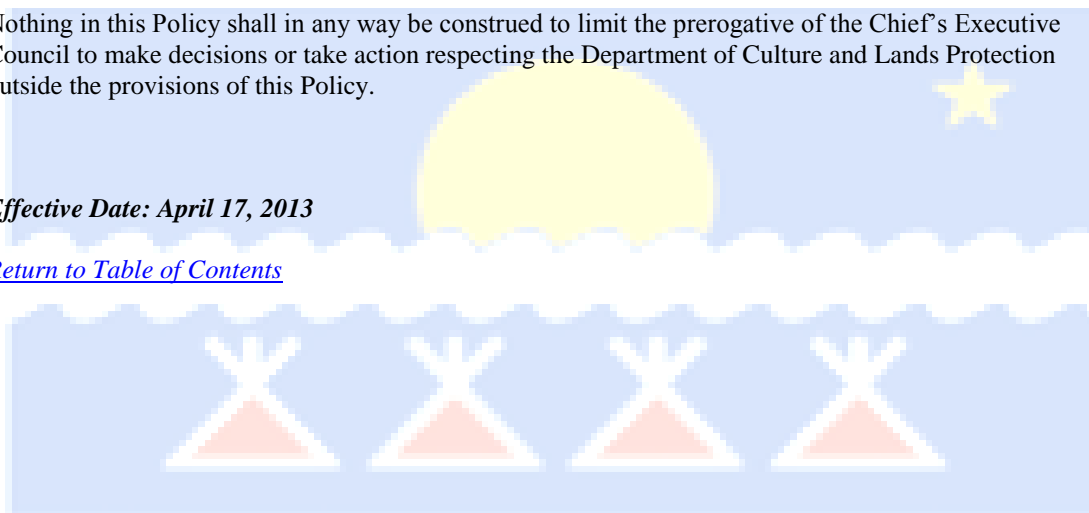 Nothing in this Policy shall in any way be construed to limit the prerogative of the Chief’s Executive
Council to make decisions or take action respecting the Department of Culture and Lands Protection
outside the provisions of this Policy.
Effective Date: April 17, 2013
Return to Table of Contents